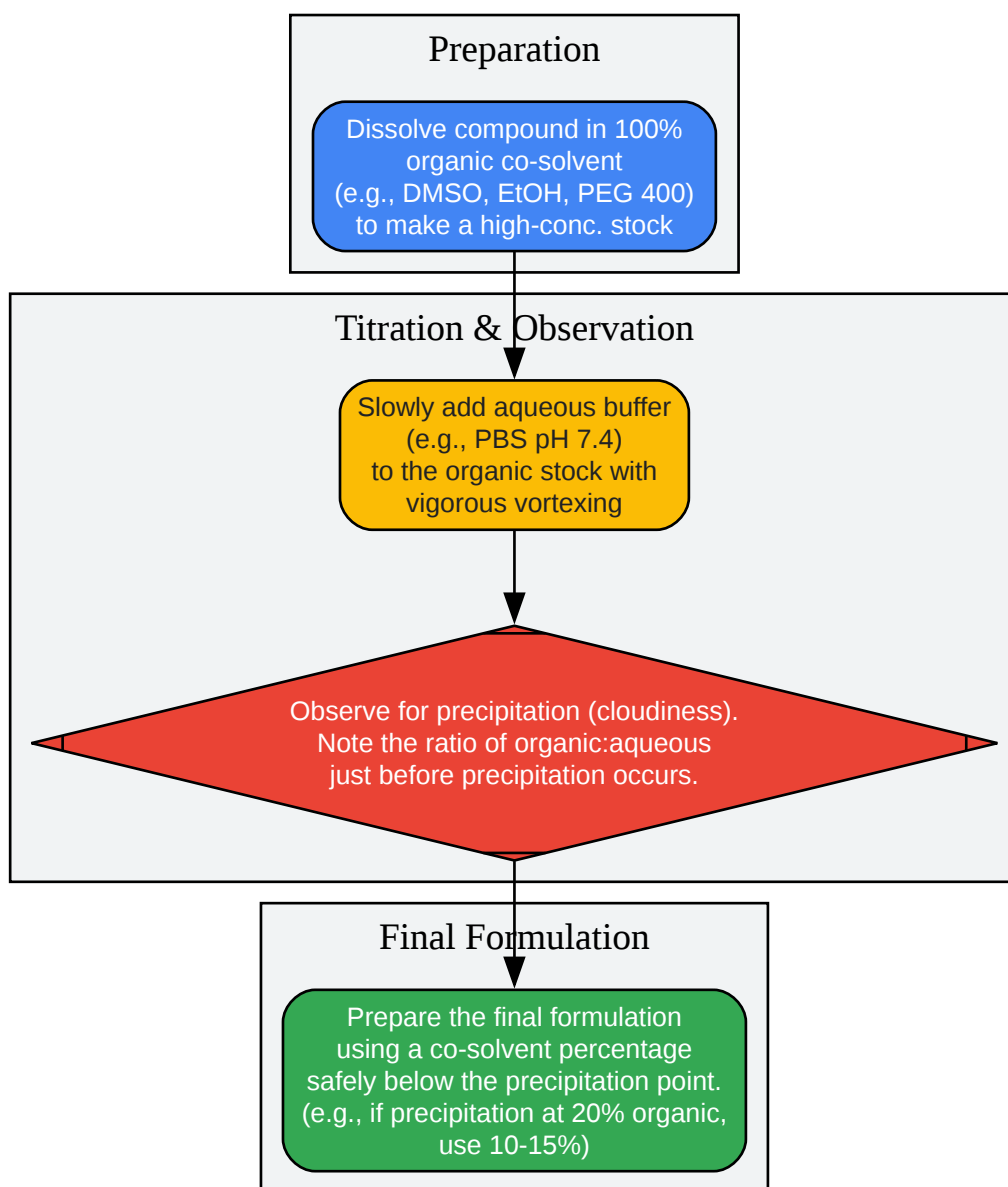 Preparation
Dissolve compound in 100%
organic co-solvent
(e.g., DMSO, EtOH, PEG 400)
to make a high-conc. stock
Titration & Observation
Slowly add aqueous buffer
(e.g., PBS pH 7.4)
to the organic stock with
vigorous vortexing
Observe for precipitation (cloudiness).
Note the ratio of organic:aqueous
just before precipitation occurs.
Final Formulation
Prepare the final formulation
using a co-solvent percentage
safely below the precipitation point.
(e.g., if precipitation at 20% organic,
use 10-15%)